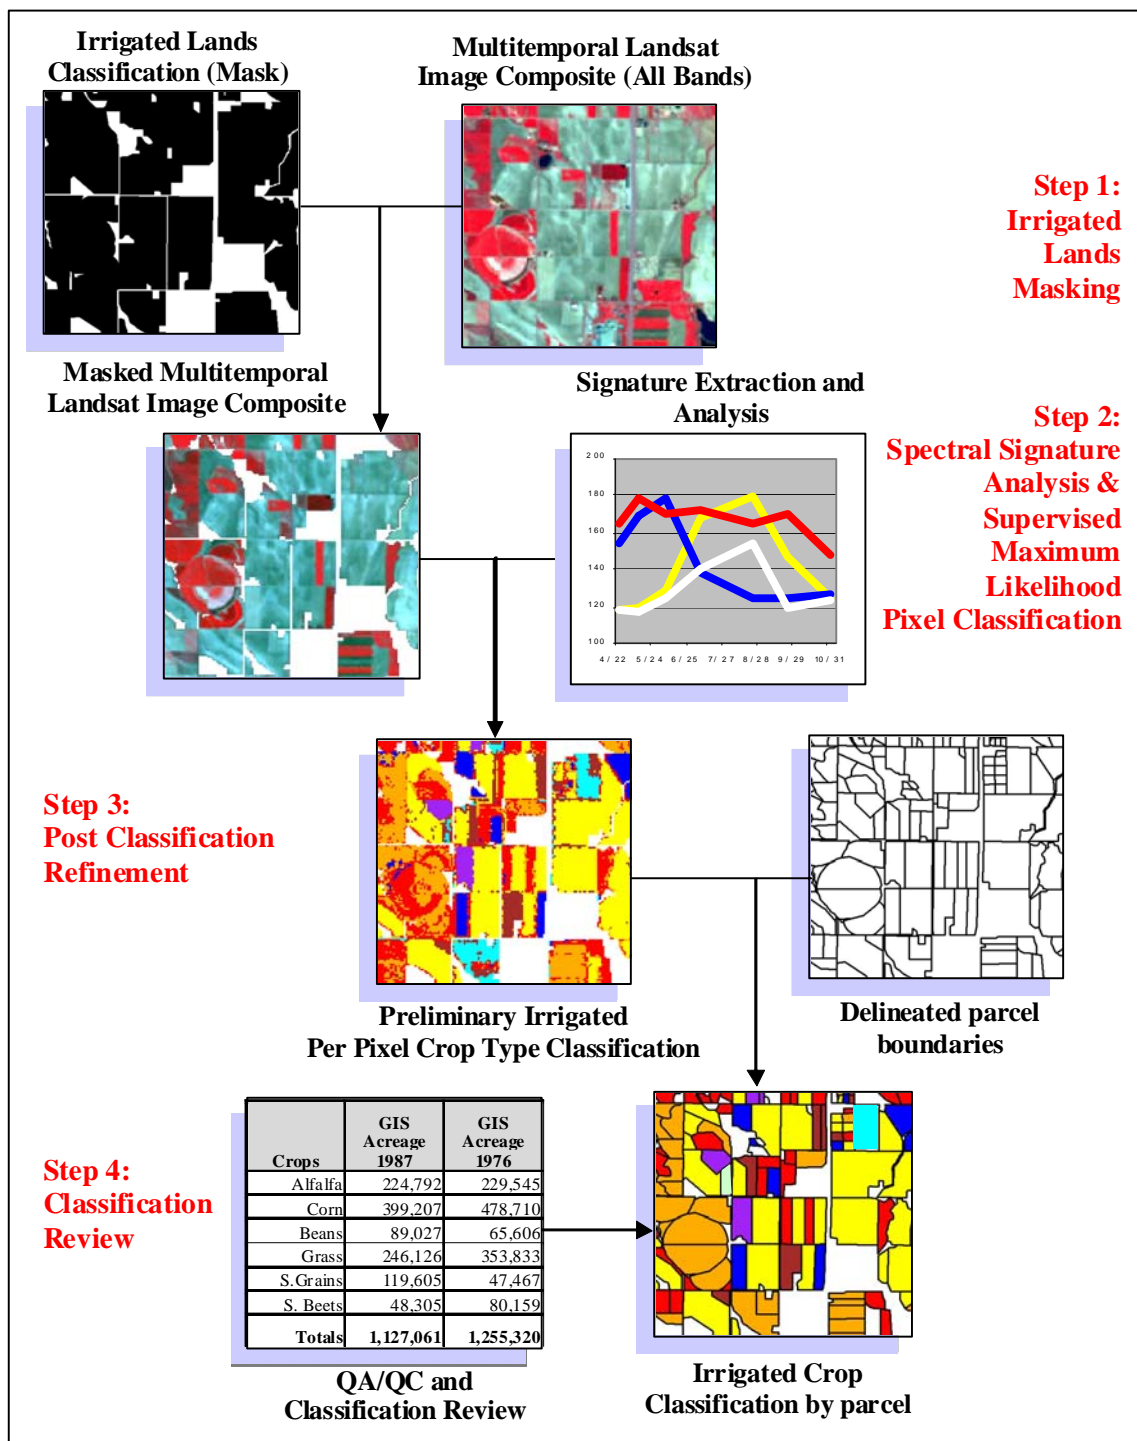 Irrigated Lands
Classification (Mask)
Multitemporal Landsat
Image Composite (All Bands)
Step 1:
Irrigated
Lands
Masking
Masked Multitemporal
Landsat Image Composite
Signature Extraction and
Analysis
Step 2:
Spectral Signature
Analysis &
Supervised
Maximum
Likelihood
Pixel Classification
200
180
160
140
120
100
4/22 5/24 6/25 7/27 8/28 9/29 10/31
Step 3:
Post Classification
Refinement
Preliminary Irrigated
Per Pixel Crop Type Classification
Delineated parcel
boundaries
Step 4:
Classification
Review
Crops GIS Acreage 1987 GIS Acreage 1976
Alfalfa 224,792 229,545
Corn 399,207 478,710
Beans 89,027 65,606
Grass 246,126 353,833
S.Grains 119,605 47,467
S. Beets 48,305 80,159
Totals 1,127,061 1,255,320
QA/QC and
Classification Review
Irrigated Crop
Classification by parcel